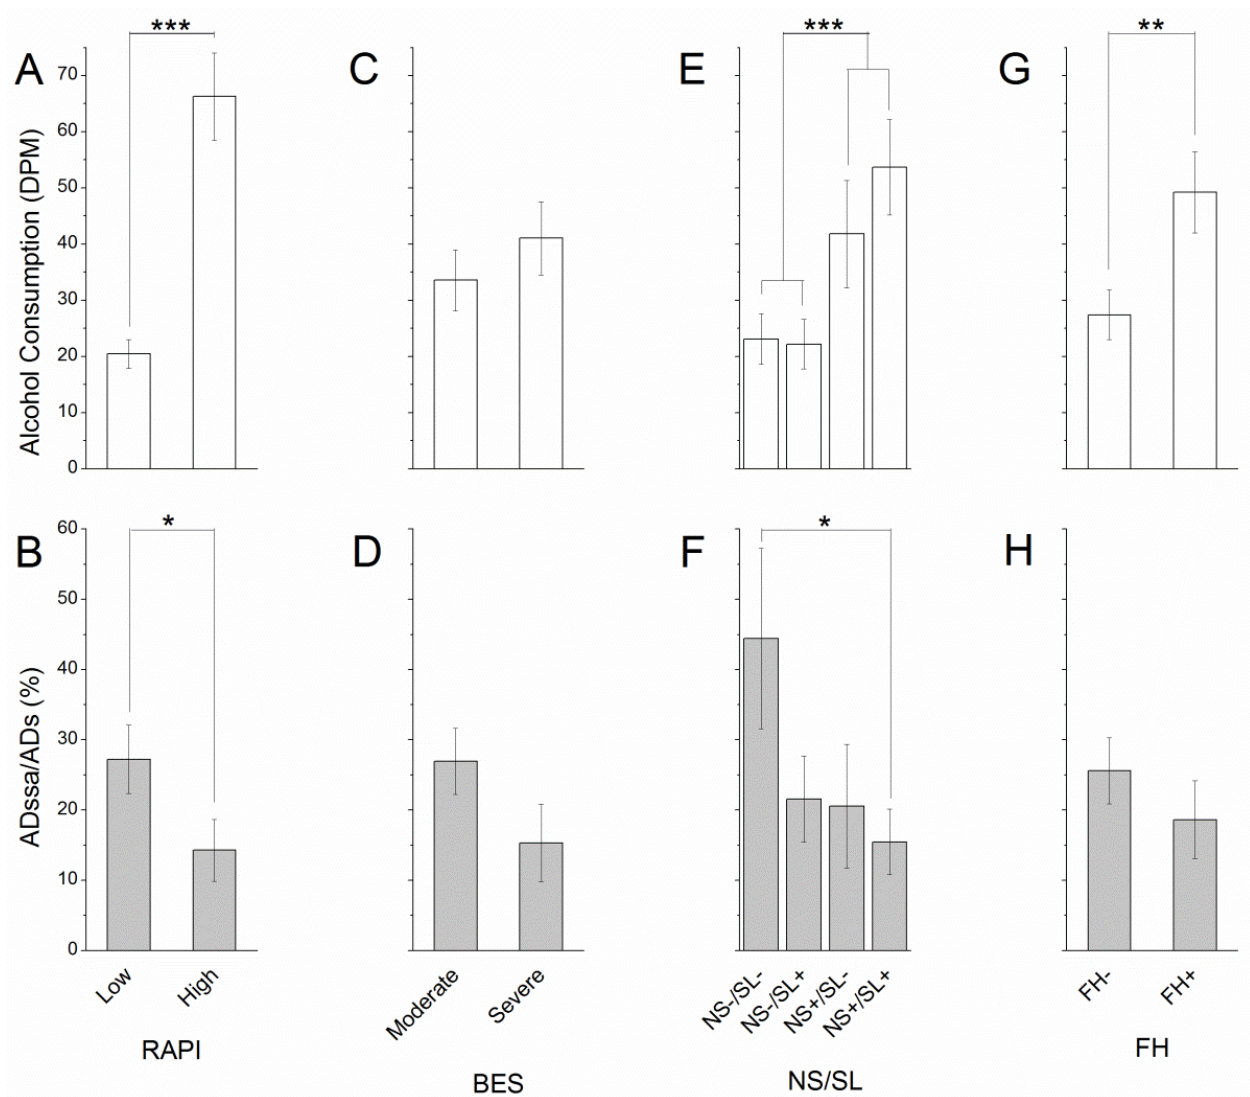 A
***
Alcohol Consumption (DPM)
70
60
50
40
30
20
10
0
C
E
***
G
**
B
*
ADssa/ADs (%)
60
50
40
30
20
10
0
Low
High
RAPI
D
Moderate
Severe
BES
F
*
NS-/SL-
NS-/SL+
NS+/SL-
NS+/SL+
NS/SL
H
FH-
FH+
FH